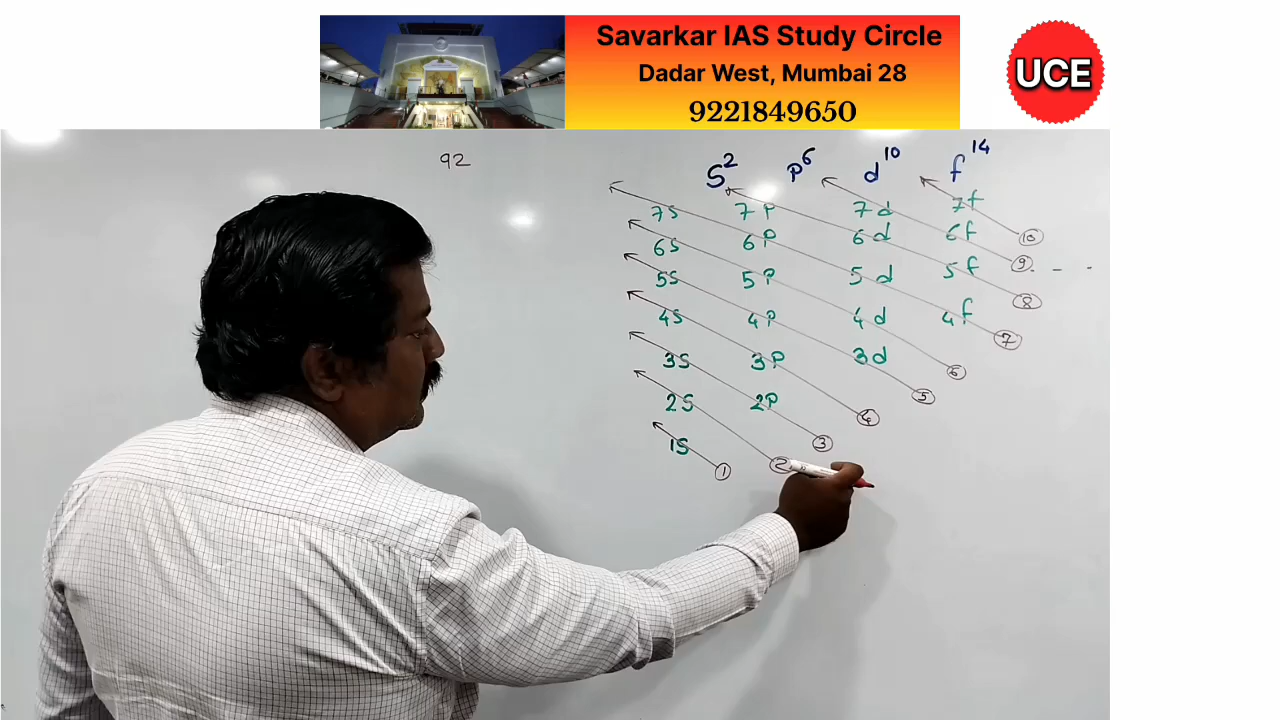 Savarkar IAS Study Circle
Dadar West, Mumbai 28
9221849650
UCE
92
S² P⁶ d¹⁰ f¹⁴
7S 7P 7d 7f
6S 6P 6d 6f
5S 5P 5d 5f
4S 4P 4d 4f
3S 3P 3d
2S 2P
1S
10
9 - - -
8
7
6
5
4
3
2
1